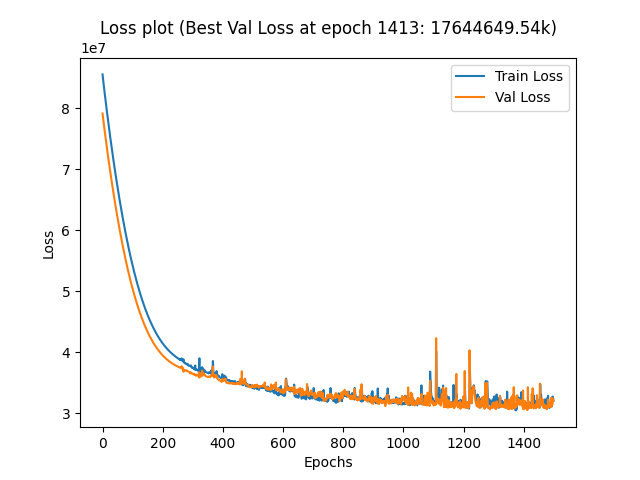 Loss plot (Best Val Loss at epoch 1413: 17644649.54k)
1e7
Train Loss
Val Loss
8
7
6
5
4
3
Loss
0 200 400 600 800 1000 1200 1400
Epochs